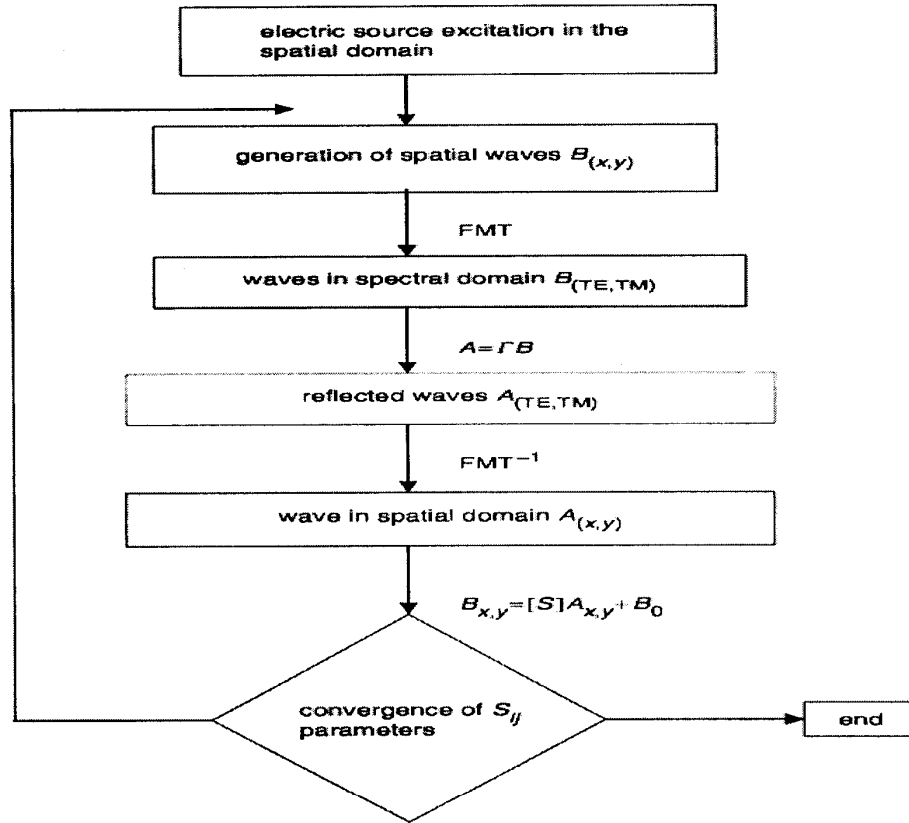 electric source excitation in the
spatial domain
generation of spatial waves B(x,y)
FMT
waves in spectral domain B(TE,TM)
A=ΓB
reflected waves A(TE,TM)
FMT⁻¹
wave in spatial domain A(x,y)
Bx,y=[S]Ax,y+B0
convergence of Sij
parameters
end